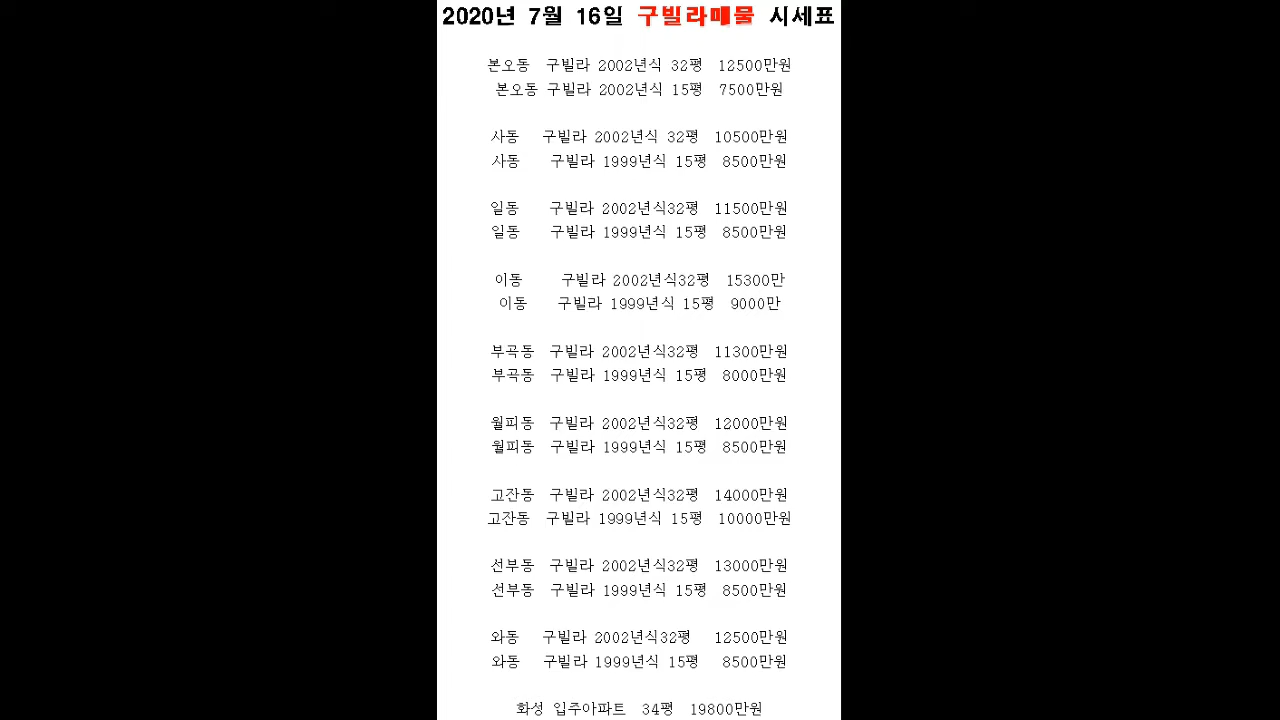 2020년 7월 16일 구빌라매물 시세표
본오동 구빌라 2002년식 32평 12500만원
본오동 구빌라 2002년식 15평 7500만원
사동 구빌라 2002년식 32평 10500만원
사동 구빌라 1999년식 15평 8500만원
일동 구빌라 2002년식32평 11500만원
일동 구빌라 1999년식 15평 8500만원
이동 구빌라 2002년식32평 15300만
이동 구빌라 1999년식 15평 9000만
부곡동 구빌라 2002년식32평 11300만원
부곡동 구빌라 1999년식 15평 8000만원
월피동 구빌라 2002년식32평 12000만원
월피동 구빌라 1999년식 15평 8500만원
고잔동 구빌라 2002년식32평 14000만원
고잔동 구빌라 1999년식 15평 10000만원
선부동 구빌라 2002년식32평 13000만원
선부동 구빌라 1999년식 15평 8500만원
와동 구빌라 2002년식32평 12500만원
와동 구빌라 1999년식 15평 8500만원
화성 입주아파트 34평 19800만원